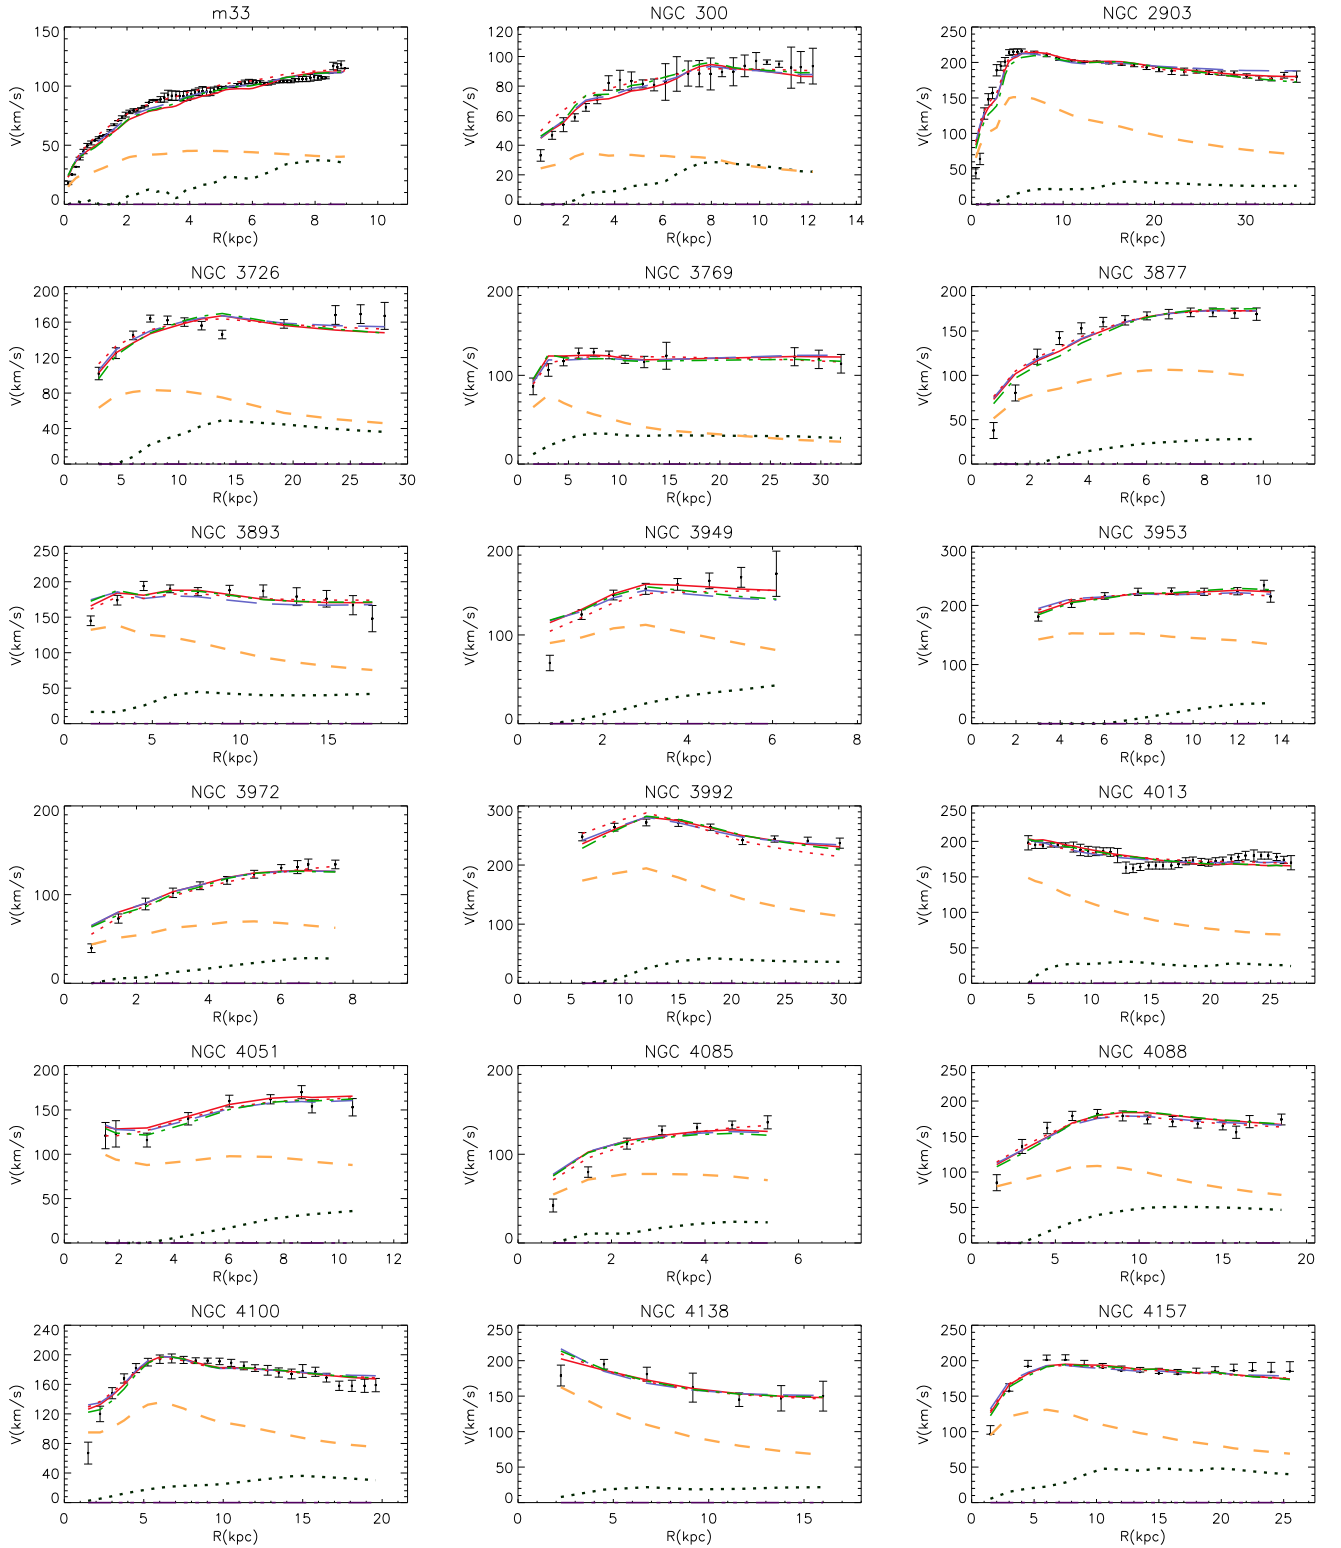 m33
150
100
50
0
V(km/s)
0 2 4 6 8 10
R(kpc)
NGC 300
120
100
80
60
40
20
0
V(km/s)
0 2 4 6 8 10 12 14
R(kpc)
NGC 2903
250
200
150
100
50
0
V(km/s)
0 10 20 30
R(kpc)
NGC 3726
200
160
120
80
40
0
V(km/s)
0 5 10 15 20 25 30
R(kpc)
NGC 3769
200
100
0
V(km/s)
0 5 10 15 20 25 30
R(kpc)
NGC 3877
200
150
100
50
0
V(km/s)
0 2 4 6 8 10
R(kpc)
NGC 3893
250
200
150
100
50
0
V(km/s)
0 5 10 15
R(kpc)
NGC 3949
200
100
0
V(km/s)
0 2 4 6 8
R(kpc)
NGC 3953
300
200
100
0
V(km/s)
0 2 4 6 8 10 12 14
R(kpc)
NGC 3972
200
100
0
V(km/s)
0 2 4 6 8
R(kpc)
NGC 3992
300
200
100
0
V(km/s)
0 5 10 15 20 25 30
R(kpc)
NGC 4013
250
200
150
100
50
0
V(km/s)
0 5 10 15 20 25
R(kpc)
NGC 4051
200
150
100
50
0
V(km/s)
0 2 4 6 8 10 12
R(kpc)
NGC 4085
200
100
0
V(km/s)
0 2 4 6
R(kpc)
NGC 4088
250
200
150
100
50
0
V(km/s)
0 5 10 15 20
R(kpc)
NGC 4100
240
200
160
120
80
40
0
V(km/s)
0 5 10 15 20
R(kpc)
NGC 4138
250
200
150
100
50
0
V(km/s)
0 5 10 15
R(kpc)
NGC 4157
250
200
150
100
50
0
V(km/s)
0 5 10 15 20 25
R(kpc)